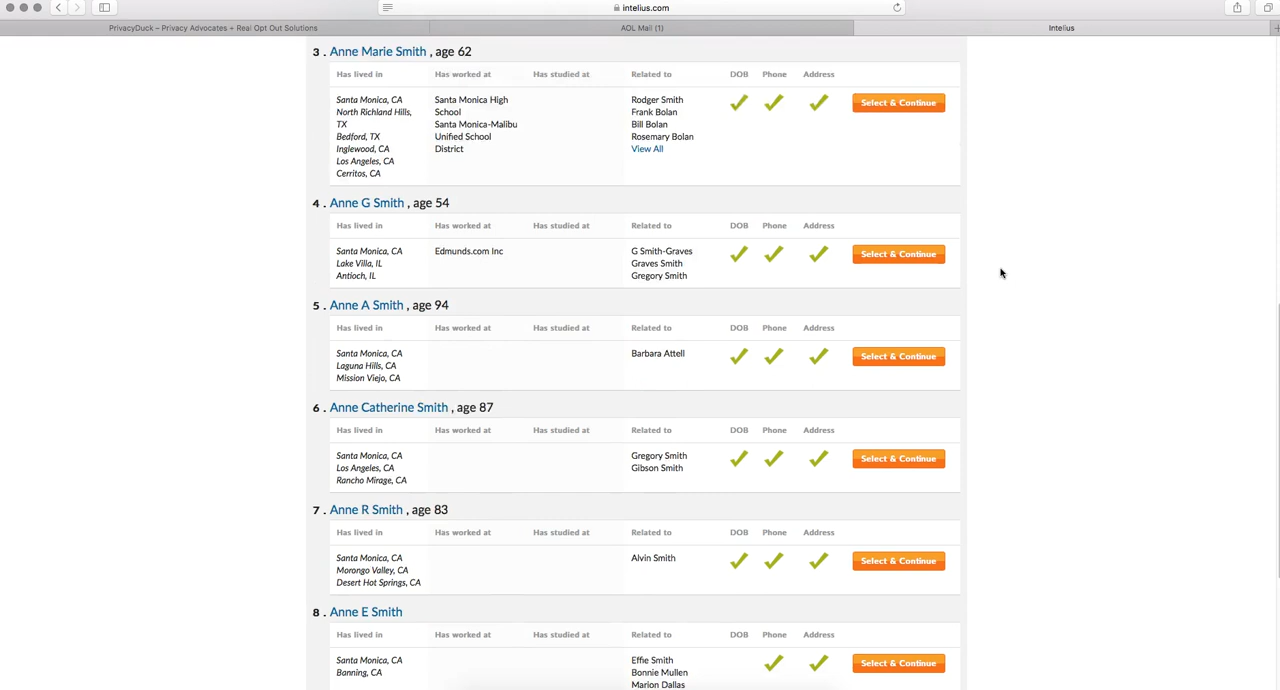 intelius.com
PrivacyDuck – Privacy Advocates + Real Opt Out Solutions
AOL Mail (1)
Intelius
3 . Anne Marie Smith , age 62
Has lived in Has worked at Has studied at Related to DOB Phone Address
Santa Monica, CA Santa Monica High Rodger Smith Select & Continue
North Richland Hills, School Frank Bolan
TX Santa Monica-Malibu Bill Bolan
Bedford, TX Unified School Rosemary Bolan
Inglewood, CA District View All
Los Angeles, CA
Cerritos, CA
4 . Anne G Smith , age 54
Has lived in Has worked at Has studied at Related to DOB Phone Address
Santa Monica, CA Edmunds.com Inc G Smith-Graves Select & Continue
Lake Villa, IL Graves Smith
Antioch, IL Gregory Smith
5 . Anne A Smith , age 94
Has lived in Has worked at Has studied at Related to DOB Phone Address
Santa Monica, CA Barbara Attell Select & Continue
Laguna Hills, CA
Mission Viejo, CA
6 . Anne Catherine Smith , age 87
Has lived in Has worked at Has studied at Related to DOB Phone Address
Santa Monica, CA Gregory Smith Select & Continue
Los Angeles, CA Gibson Smith
Rancho Mirage, CA
7 . Anne R Smith , age 83
Has lived in Has worked at Has studied at Related to DOB Phone Address
Santa Monica, CA Alvin Smith Select & Continue
Morongo Valley, CA
Desert Hot Springs, CA
8 . Anne E Smith
Has lived in Has worked at Has studied at Related to DOB Phone Address
Santa Monica, CA Effie Smith Select & Continue
Banning, CA Bonnie Mullen
Marion Dallas